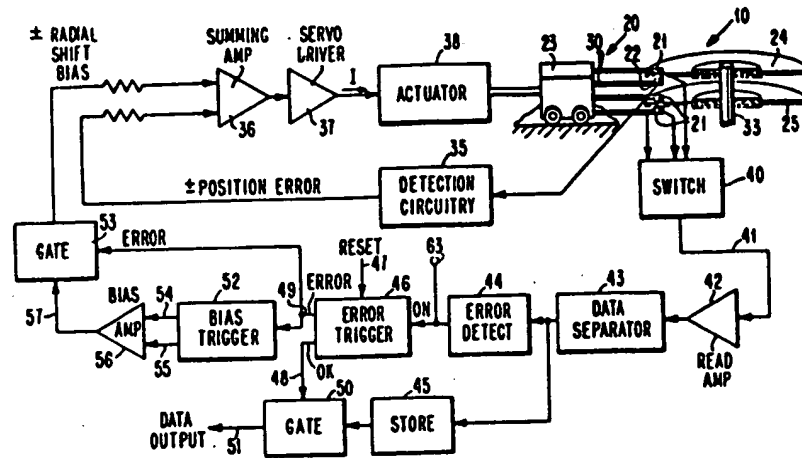 ± RADIAL
SHIFT
BIAS
SUMMING
AMP
36
SERVO
DRIVER
37
I
38
ACTUATOR
23
30
20
22
21
10
24
25
21
33
35
DETECTION
CIRCUITRY
± POSITION ERROR
SWITCH
40
41
53
GATE
ERROR
57
BIAS
AMP
56
54
55
52
BIAS
TRIGGER
49
ERROR
RESET
47
46
ERROR
TRIGGER
ON
63
44
ERROR
DETECT
43
DATA
SEPARATOR
42
READ
AMP
48
OK
50
GATE
45
STORE
DATA
OUTPUT
51